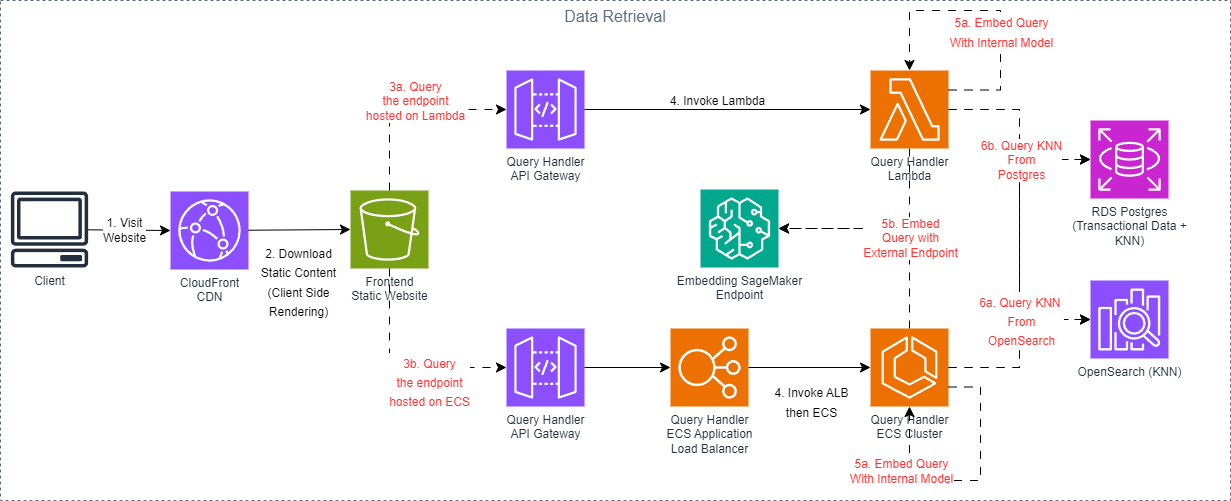 Data Retrieval
5a. Embed Query
With Internal Model
3a. Query
the endpoint
hosted on Lambda
4. Invoke Lambda
Query Handler
API Gateway
Query Handler
Lambda
6b. Query KNN
From
Postgres
RDS Postgres
(Transactional Data +
KNN)
1. Visit
Website
Client
CloudFront
CDN
2. Download
Static Content
(Client Side
Rendering)
Frontend
Static Website
Embedding SageMaker
Endpoint
5b. Embed
Query with
External Endpoint
6a. Query KNN
From
OpenSearch
OpenSearch (KNN)
3b. Query
the endpoint
hosted on ECS
Query Handler
API Gateway
Query Handler
ECS Application
Load Balancer
4. Invoke ALB
then ECS
Query Handler
ECS Cluster
5a. Embed Query
With Internal Model